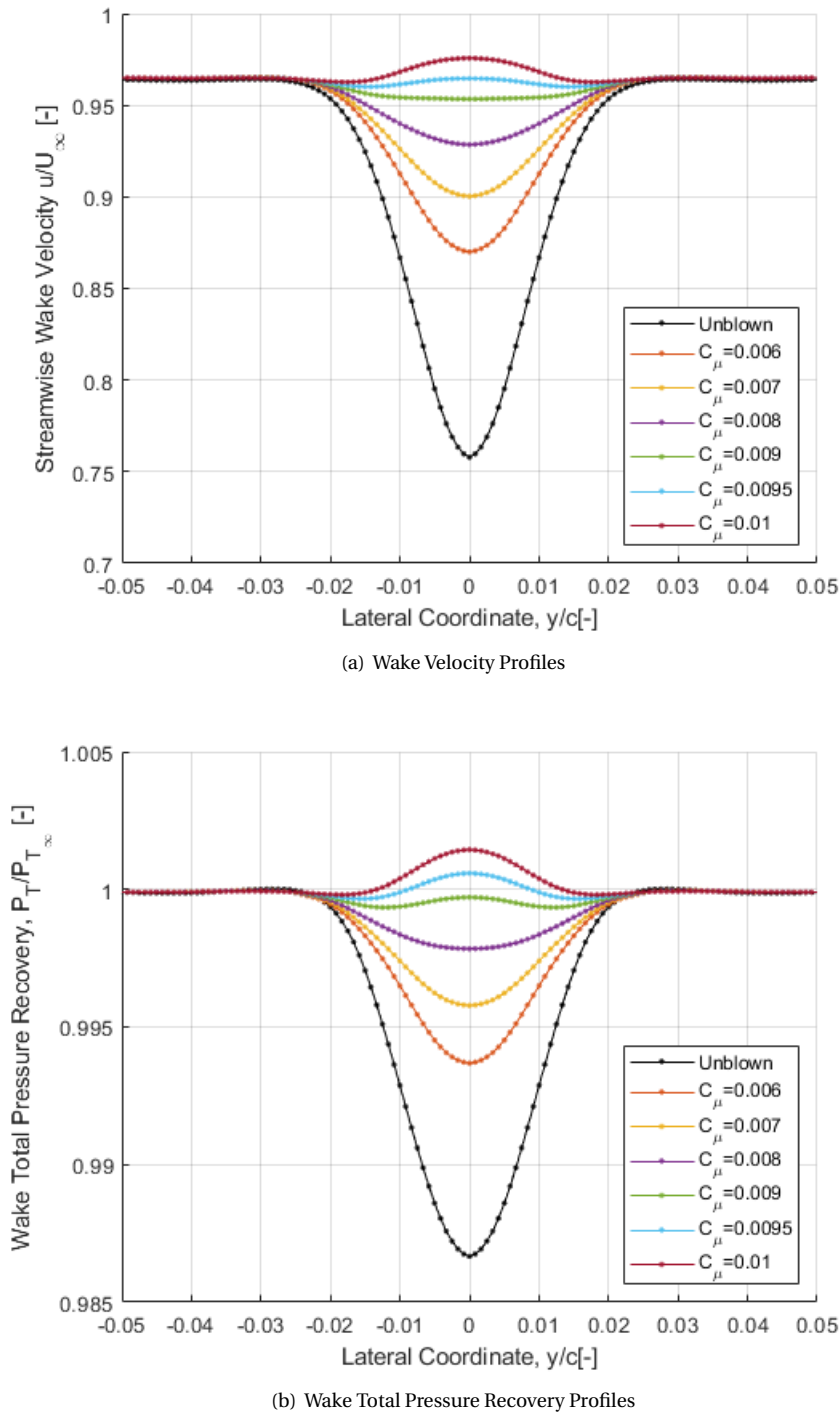 1
0.95
0.9
0.85
0.8
0.75
0.7
Streamwise Wake Velocity u/U∞ [-]
Unblown
Cμ=0.006
Cμ=0.007
Cμ=0.008
Cμ=0.009
Cμ=0.0095
Cμ=0.01
-0.05 -0.04 -0.03 -0.02 -0.01 0 0.01 0.02 0.03 0.04 0.05
Lateral Coordinate, y/c[-]
(a) Wake Velocity Profiles
1.005
1
0.995
0.99
0.985
Wake Total Pressure Recovery, P_T/P_T∞ [-]
Unblown
Cμ=0.006
Cμ=0.007
Cμ=0.008
Cμ=0.009
Cμ=0.0095
Cμ=0.01
-0.05 -0.04 -0.03 -0.02 -0.01 0 0.01 0.02 0.03 0.04 0.05
Lateral Coordinate, y/c[-]
(b) Wake Total Pressure Recovery Profiles